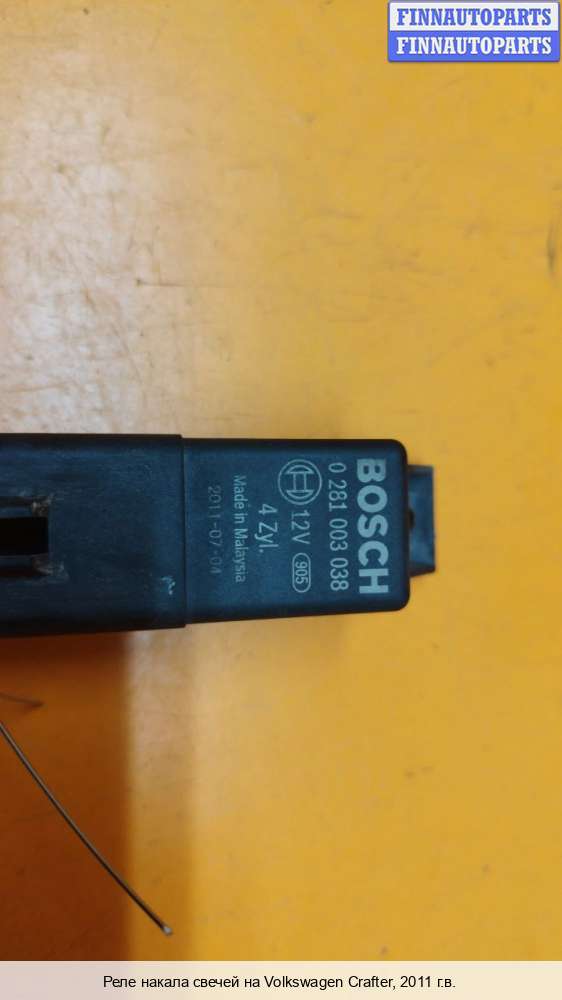 FINNAUTOPARTS
FINNAUTOPARTS
BOSCH
0 281 003 038
12V 905
4 Zyl.
Made in Malaysia
2011-07-04
Реле накала свечей на Volkswagen Crafter, 2011 г.в.